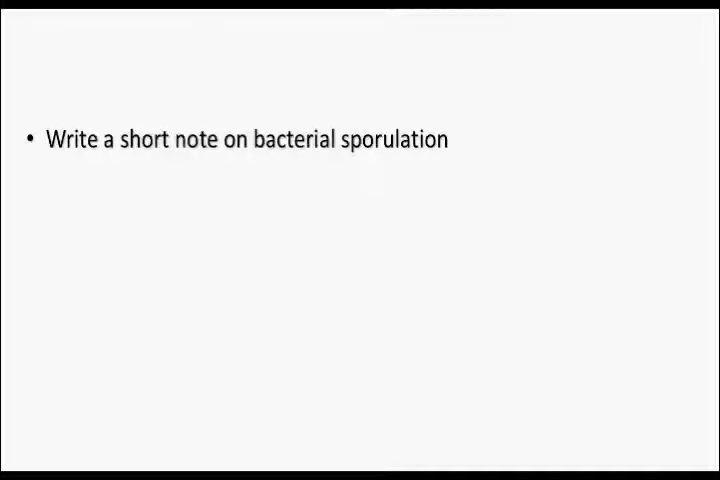 • Write a short note on bacterial sporulation